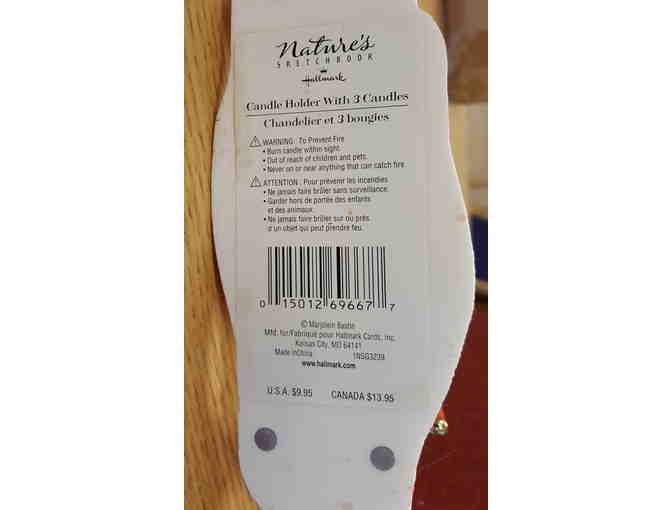 Nature's
SKETCHBOOK
Hallmark
Candle Holder With 3 Candles
Chandelier et 3 bougies
WARNING: To Prevent Fire
• Burn candle within sight.
• Out of reach of children and pets.
• Never on or near anything that can catch fire
ATTENTION : Pour prévenir les incendies
• Ne jamais faire brûler sans surveillance.
• Garder hors de portée des enfants
et des animaux.
• Ne jamais faire brûler sur ou près
d un objet qui peut prendre feu.
0 15012 69667 7
© Marjolein Bastin
Mfd. for/Fabriqué pour Hallmark Cards, Inc.
Kansas City, MO 64141
Made in China 1NSG3239
www.hallmark.com
U.S.A. $9.95 CANADA $13.95